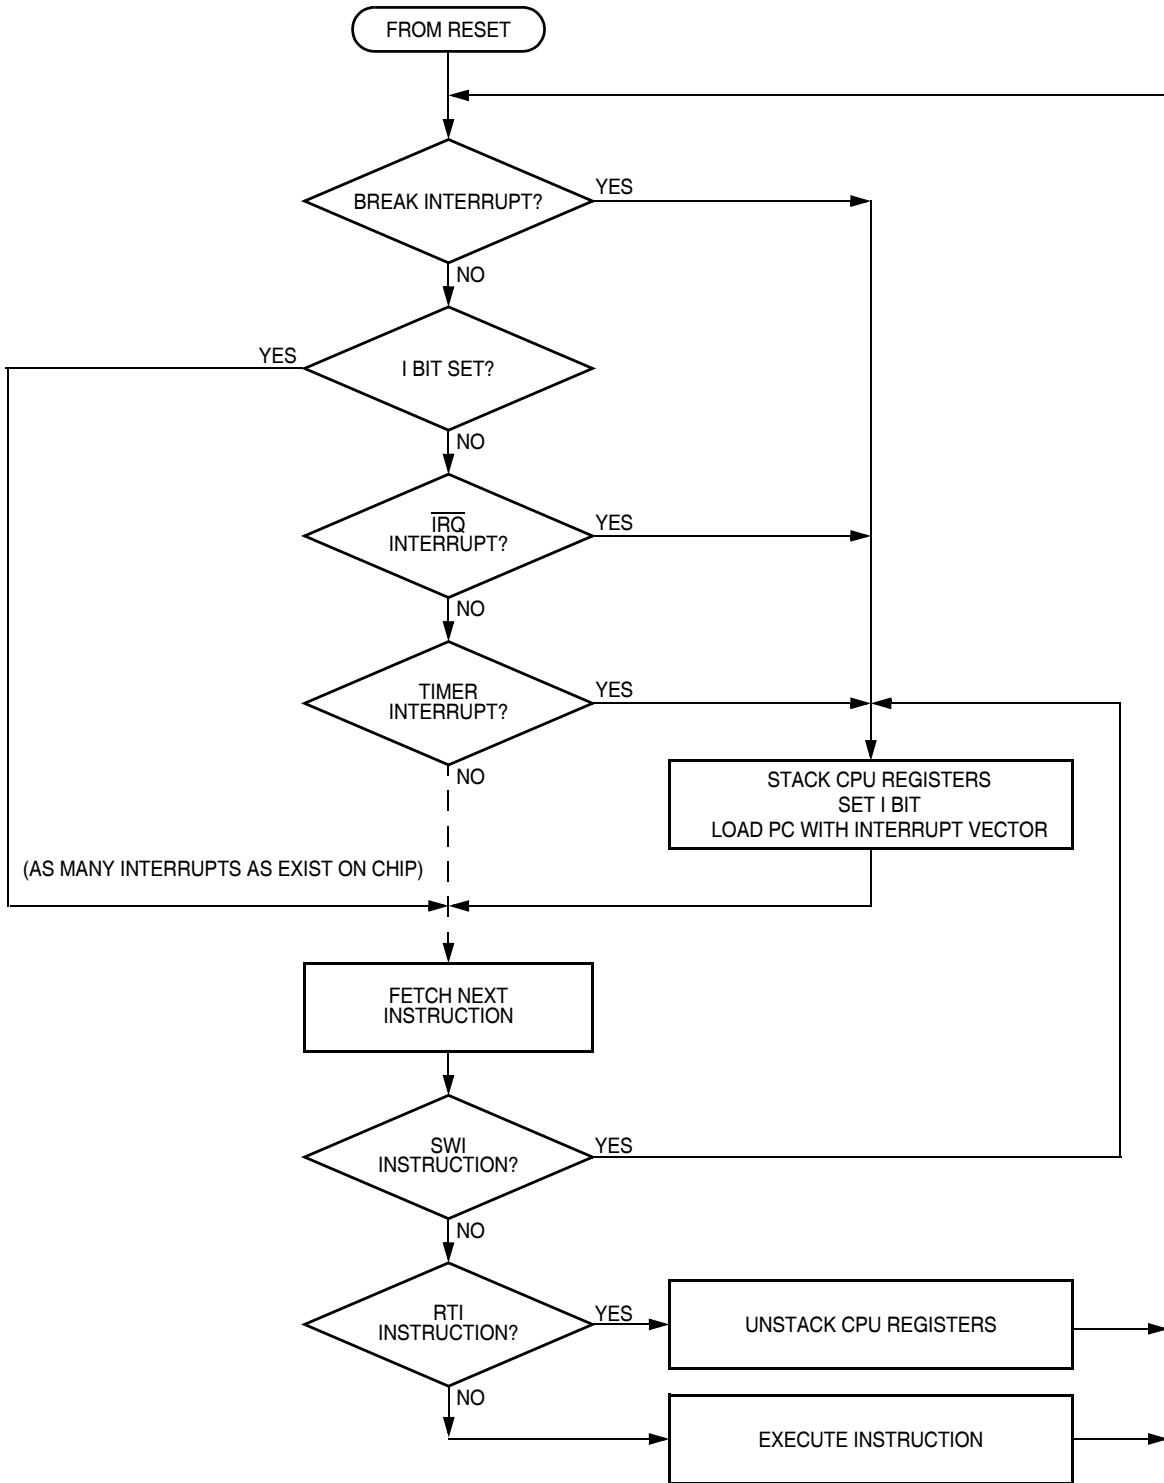 FROM RESET
BREAK INTERRUPT?
YES
NO
YES
I BIT SET?
NO
IRQ
INTERRUPT?
YES
NO
TIMER
INTERRUPT?
YES
NO
STACK CPU REGISTERS
SET I BIT
LOAD PC WITH INTERRUPT VECTOR
(AS MANY INTERRUPTS AS EXIST ON CHIP)
FETCH NEXT
INSTRUCTION
SWI
INSTRUCTION?
YES
NO
RTI
INSTRUCTION?
YES
UNSTACK CPU REGISTERS
NO
EXECUTE INSTRUCTION